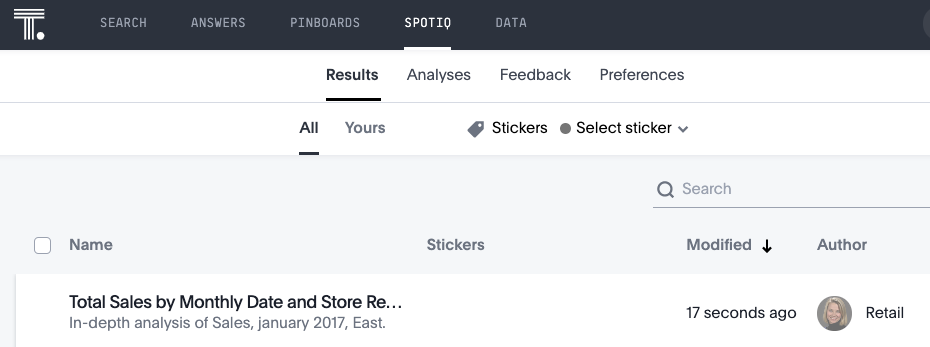 T.
SEARCH ANSWERS PINBOARDS SPOTIQ DATA
Results Analyses Feedback Preferences
All Yours Stickers Select sticker
Search
Name Stickers Modified Author
Total Sales by Monthly Date and Store Re...
17 seconds ago Retail
In-depth analysis of Sales, january 2017, East.